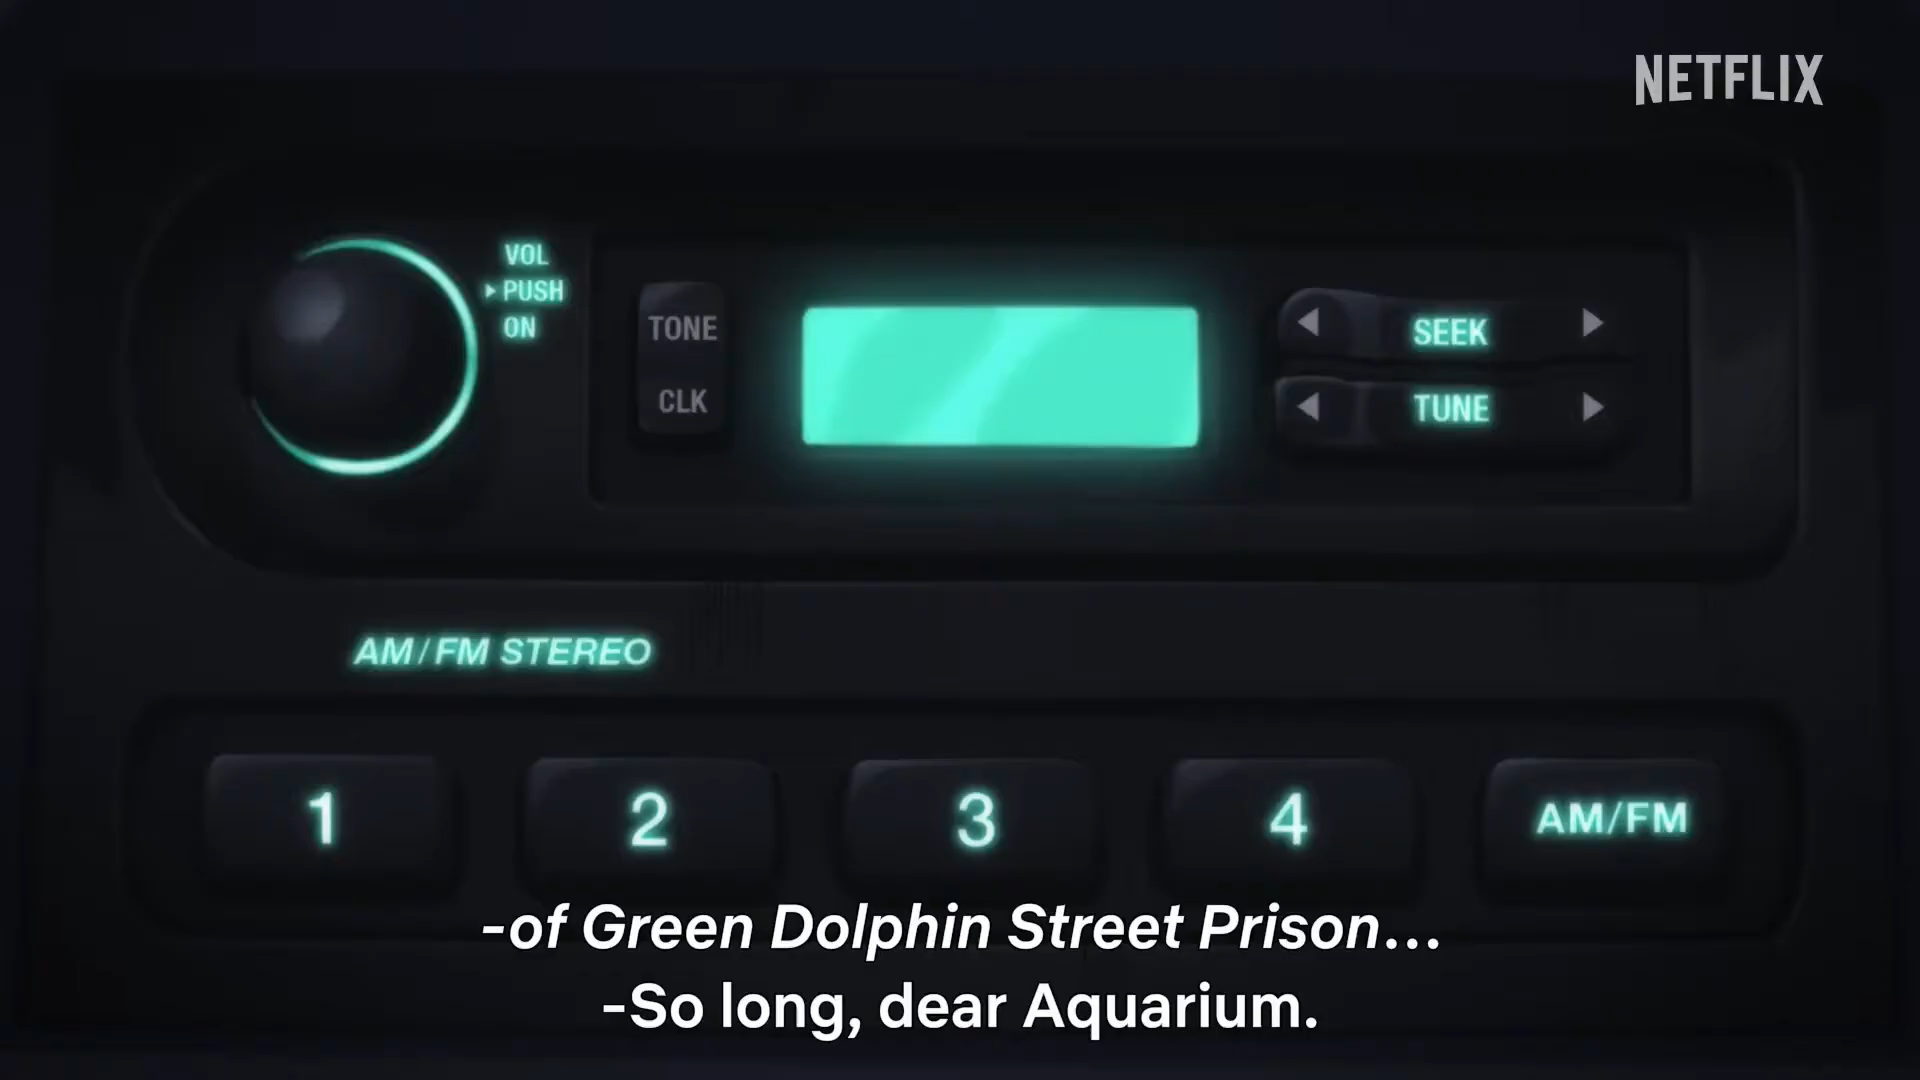 NETFLIX
VOL
PUSH
ON
TONE
CLK
SEEK
TUNE
AM/FM STEREO
1 2 3 4 AM/FM
-of Green Dolphin Street Prison...
-So long, dear Aquarium.